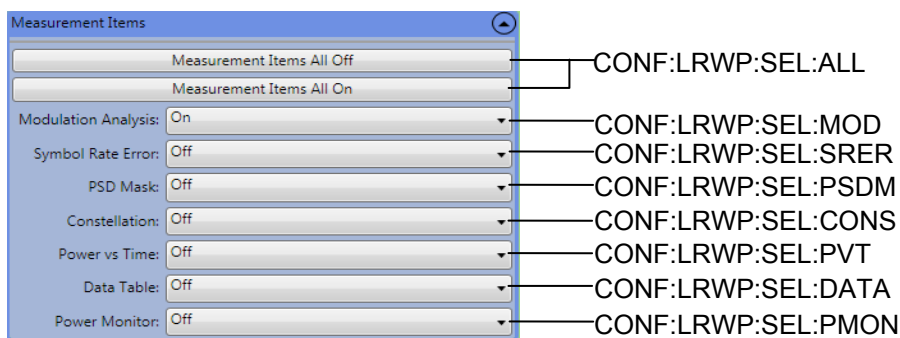 Measurement Items
Measurement Items All Off
CONF:LRWP:SEL:ALL
Measurement Items All On
Modulation Analysis: On CONF:LRWP:SEL:MOD
Symbol Rate Error: Off CONF:LRWP:SEL:SRER
PSD Mask: Off CONF:LRWP:SEL:PSDM
Constellation: Off CONF:LRWP:SEL:CONS
Power vs Time: Off CONF:LRWP:SEL:PVT
Data Table: Off CONF:LRWP:SEL:DATA
Power Monitor: Off CONF:LRWP:SEL:PMON